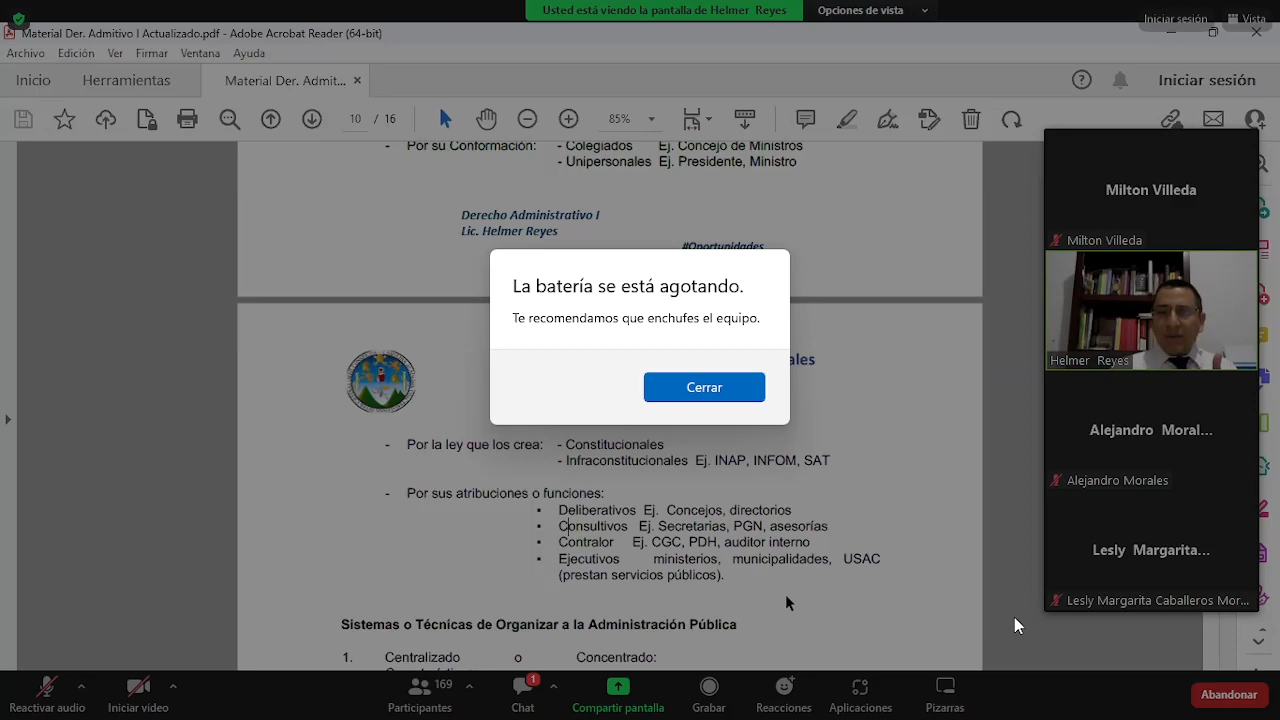 Usted está viendo la pantalla de Helmer Reyes
Opciones de vista
Iniciar sesión
Vista
Material Der. Admitivo I Actualizado.pdf - Adobe Acrobat Reader (64-bit)
Archivo Edición Ver Firmar Ventana Ayuda
Inicio Herramientas Material Der. Admit... × Iniciar sesión
10 / 16 85%
- Por su Conformación: - Colegiados Ej. Concejo de Ministros
- Unipersonales Ej. Presidente, Ministro
Derecho Administrativo I
Lic. Helmer Reyes
#Oportunidades
La batería se está agotando.
Te recomendamos que enchufes el equipo.
Cerrar
ales
- Por la ley que los crea: - Constitucionales
- Infraconstitucionales Ej. INAP, INFOM, SAT
- Por sus atribuciones o funciones:
• Deliberativos Ej. Concejos, directorios
• Consultivos Ej. Secretarias, PGN, asesorías
• Contralor Ej. CGC, PDH, auditor interno
• Ejecutivos ministerios, municipalidades, USAC
(prestan servicios públicos).
Sistemas o Técnicas de Organizar a la Administración Pública
1. Centralizado o Concentrado:
Milton Villeda
Milton Villeda
Helmer Reyes
Alejandro Moral...
Alejandro Morales
Lesly Margarita...
Lesly Margarita Caballeros Mor...
Reactivar audio
Iniciar video
169
Participantes
1
Chat
Compartir pantalla
Grabar
Reacciones
Aplicaciones
Pizarras
Abandonar